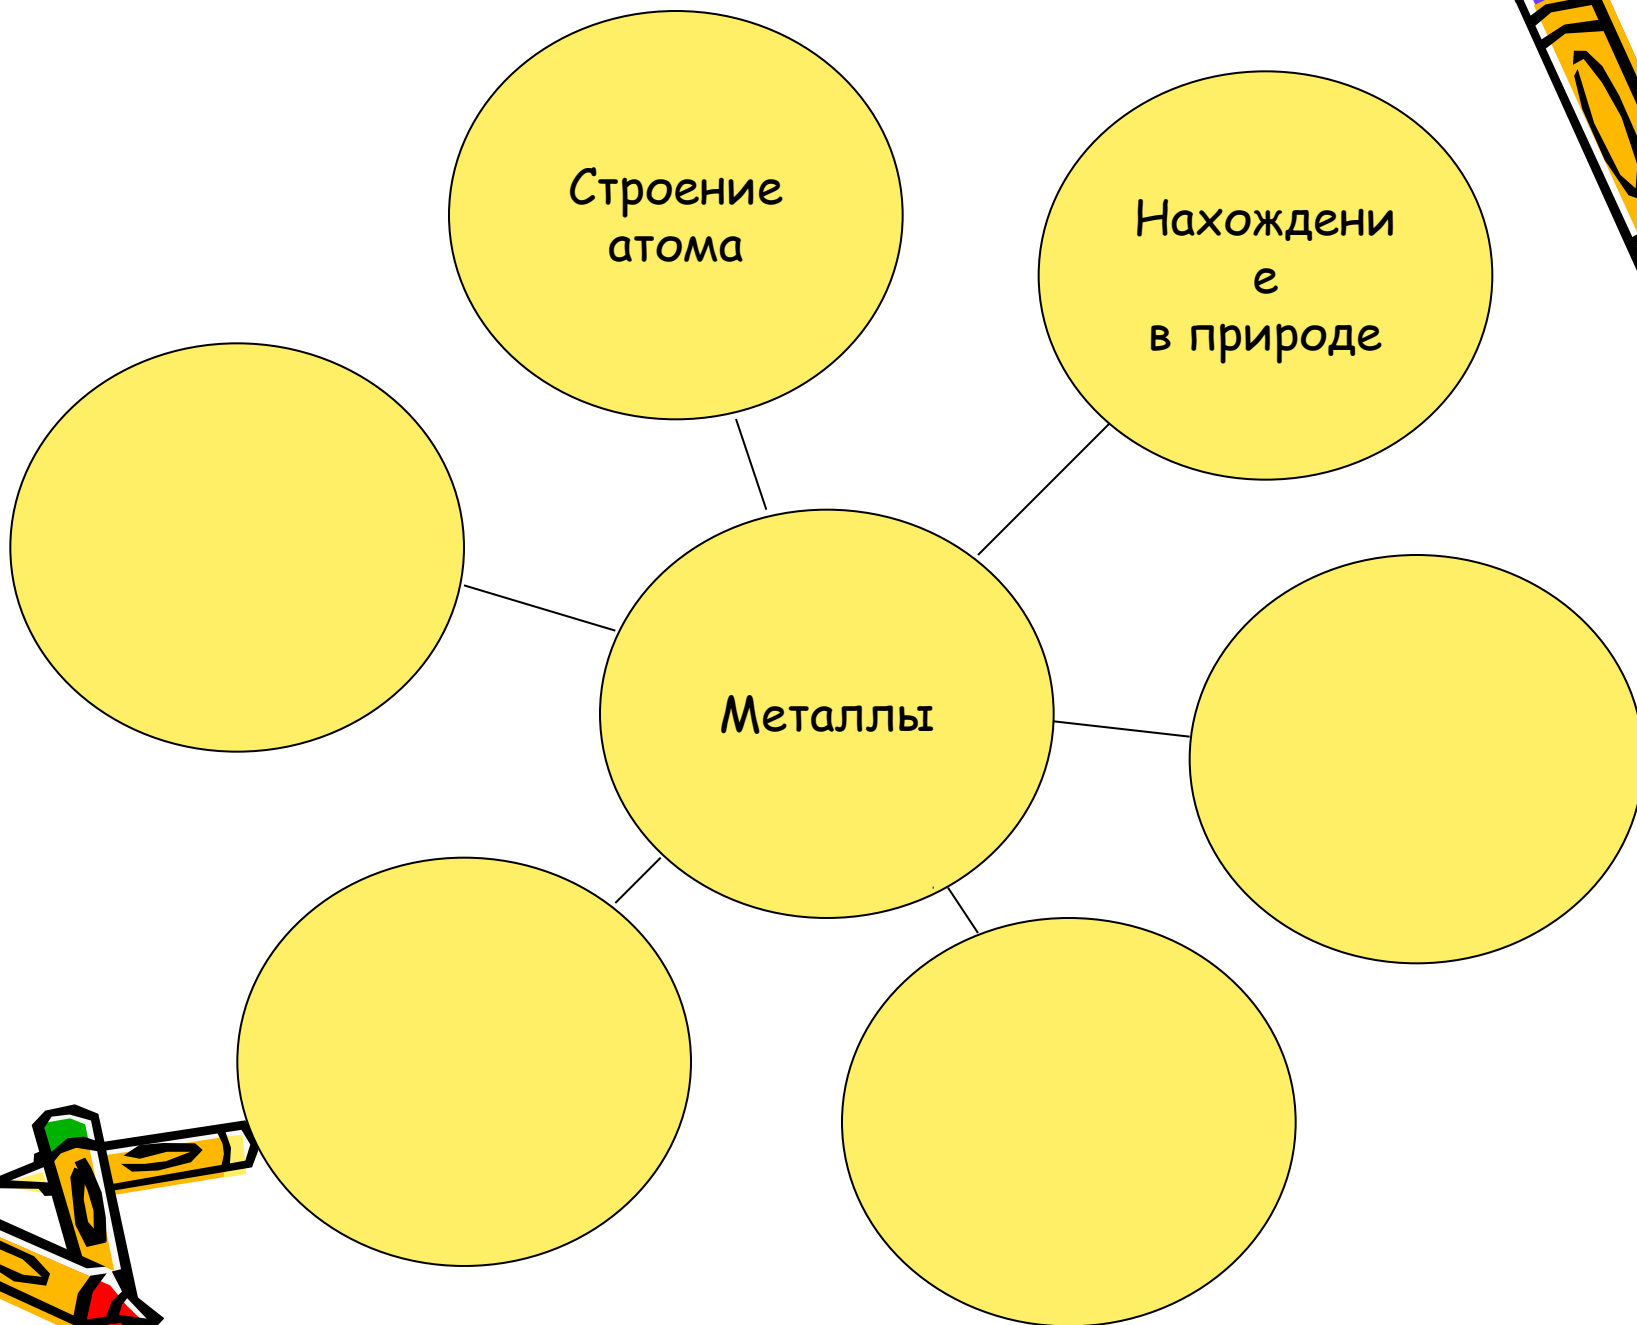 Строение
атома
Нахождени
е
в природе
Металлы